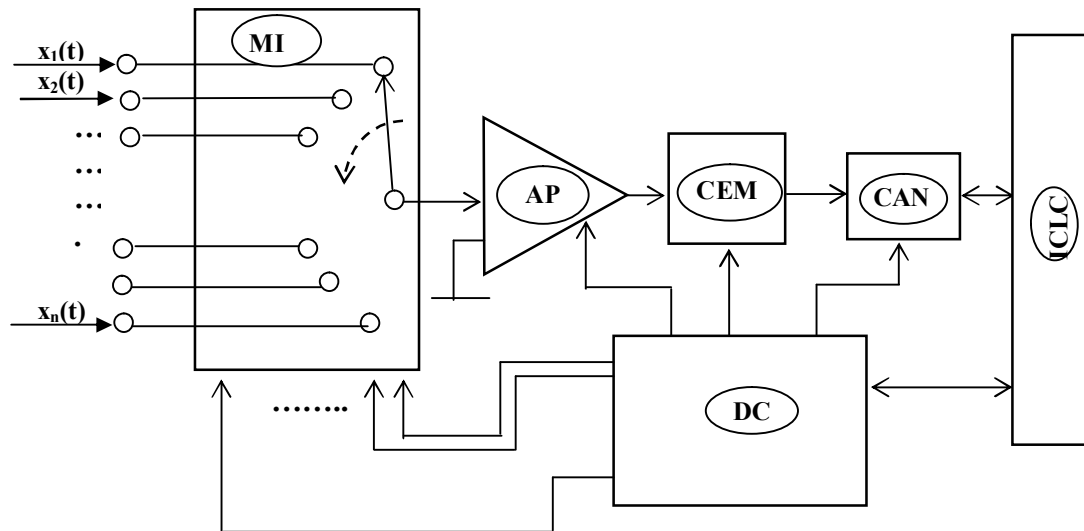 MI
x1(t)
x2(t)
...
...
...
.
xn(t)
AP
CEM
CAN
ICLC
DC
........